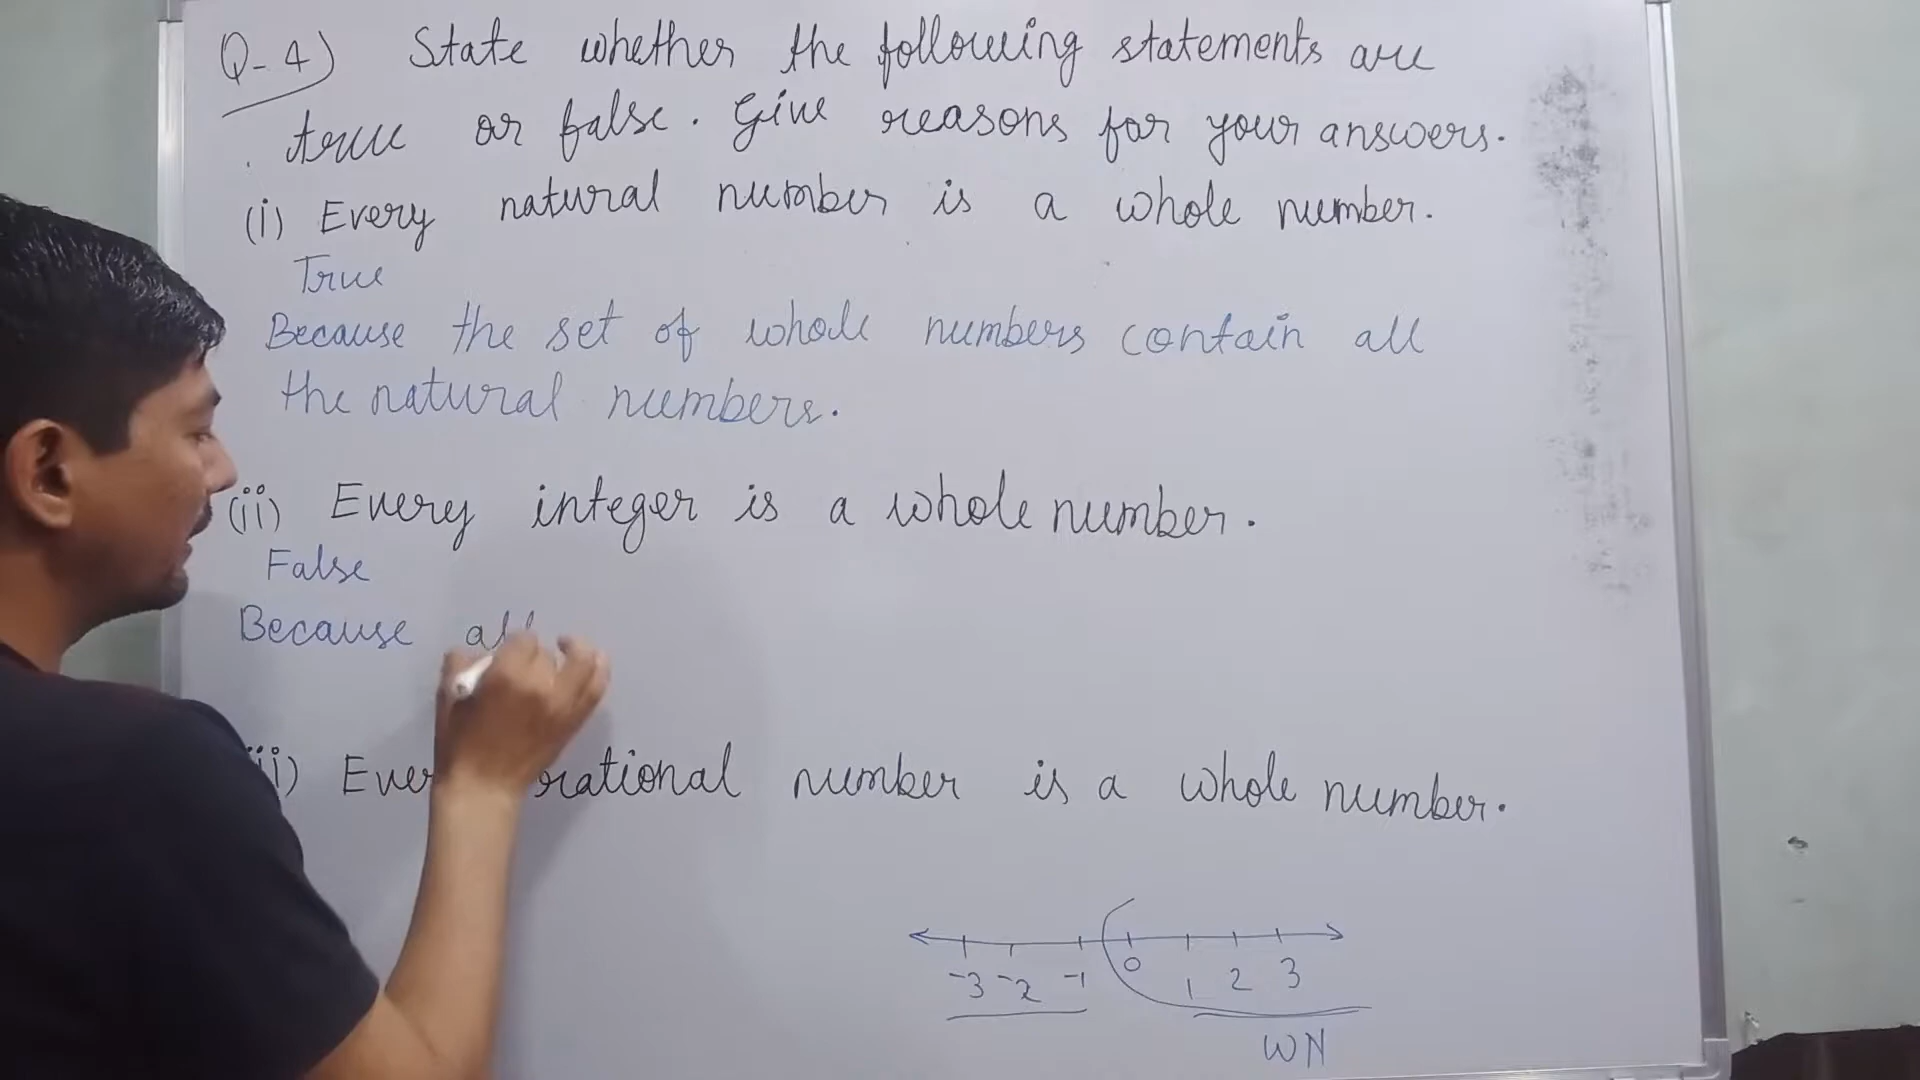 Q-4) State whether the following statements are
true or false. Give reasons for your answers.
(i) Every natural number is a whole number.
True
Because the set of whole numbers contain all
the natural numbers.
(ii) Every integer is a whole number.
False
Because all
rational number is a whole number.
-3 -2 -1 0 1 2 3
WN